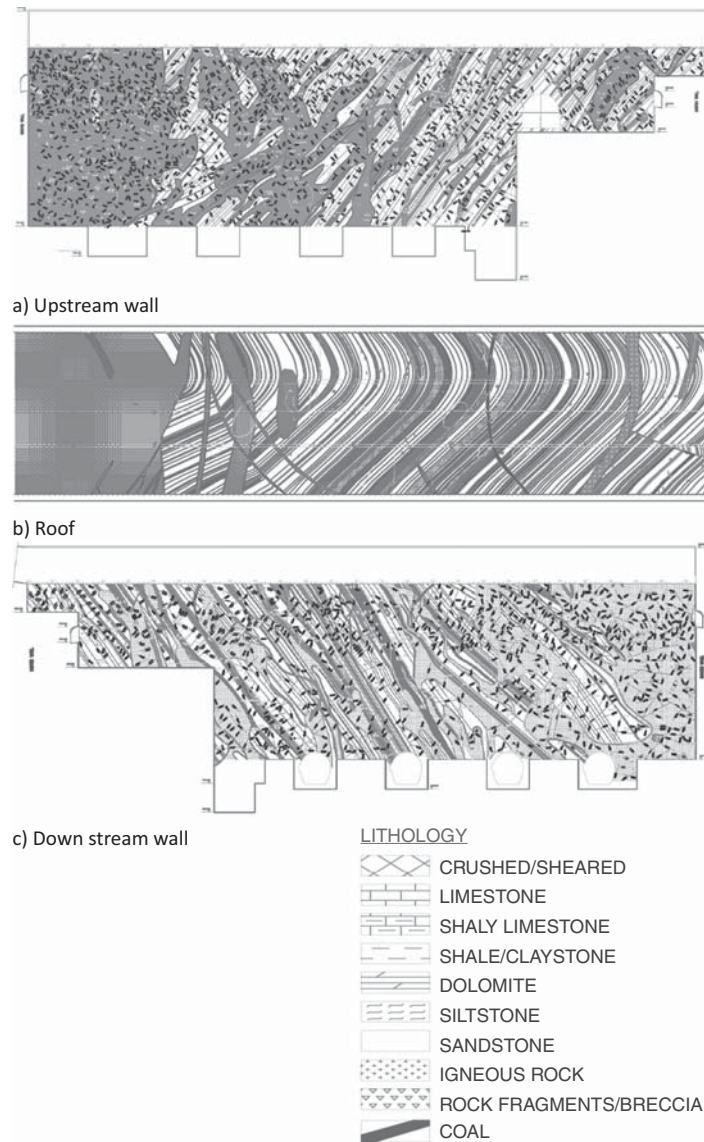 a) Upstream wall
b) Roof
c) Down stream wall
LITHOLOGY
CRUSHED/SHEARED
LIMESTONE
SHALY LIMESTONE
SHALE/CLAYSTONE
DOLOMITE
SILTSTONE
SANDSTONE
IGNEOUS ROCK
ROCK FRAGMENTS/BRECCIA
COAL